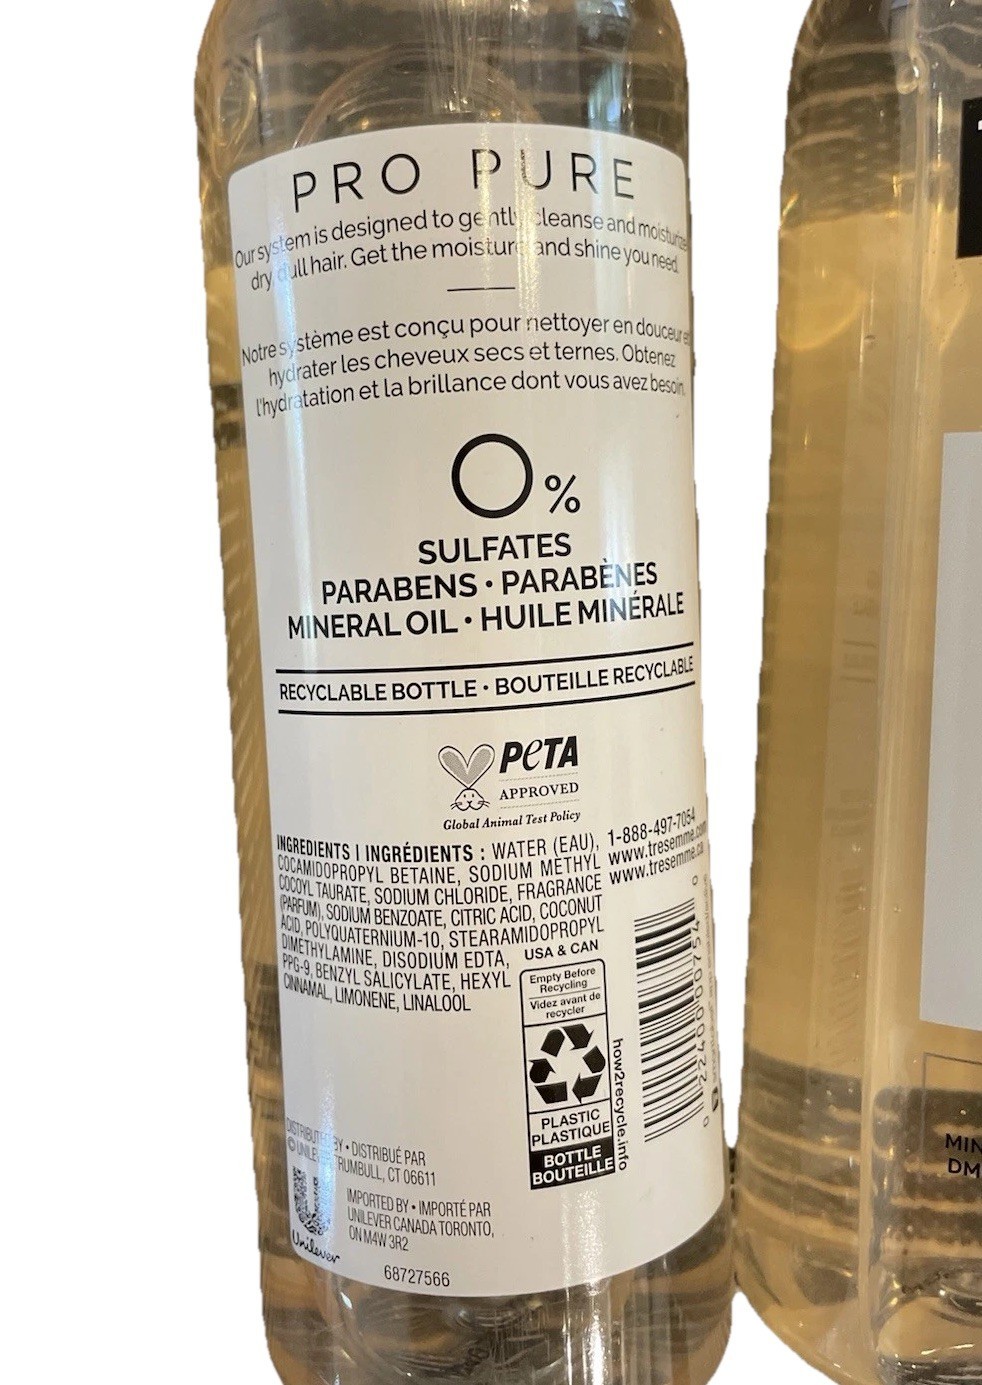 PRO PURE
Our system is designed to gently cleanse and moisturize
dry, dull hair. Get the moisture and shine you need.
Notre système est conçu pour nettoyer en douceur et
hydrater les cheveux secs et ternes. Obtenez
l'hydratation et la brillance dont vous avez besoin.
0%
SULFATES
PARABENS • PARABÈNES
MINERAL OIL • HUILE MINÉRALE
RECYCLABLE BOTTLE • BOUTEILLE RECYCLABLE
PETA
APPROVED
Global Animal Test Policy
INGREDIENTS | INGRÉDIENTS : WATER (EAU),
COCAMIDOPROPYL BETAINE, SODIUM METHYL
COCOYL TAURATE, SODIUM CHLORIDE, FRAGRANCE
(PARFUM), SODIUM BENZOATE, CITRIC ACID, COCONUT
ACID, POLYQUATERNIUM-10, STEARAMIDOPROPYL
DIMETHYLAMINE, DISODIUM EDTA,
PPG-9, BENZYL SALICYLATE, HEXYL
CINNAMAL, LIMONENE, LINALOOL
1-888-497-7054
www.tresemme.com
www.tresemme.ca
USA & CAN
Empty Before
Recycling
Videz avant de
recycler
PLASTIC
PLASTIQUE
BOTTLE
BOUTEILLE
how2recycle.info
0 22400 00754 0
DISTRIBUTED BY • DISTRIBUÉ PAR
© UNILEVER TRUMBULL, CT 06611
IMPORTED BY • IMPORTÉ PAR
UNILEVER CANADA TORONTO,
ON M4W 3R2
Unilever
68727566
MIN
DM